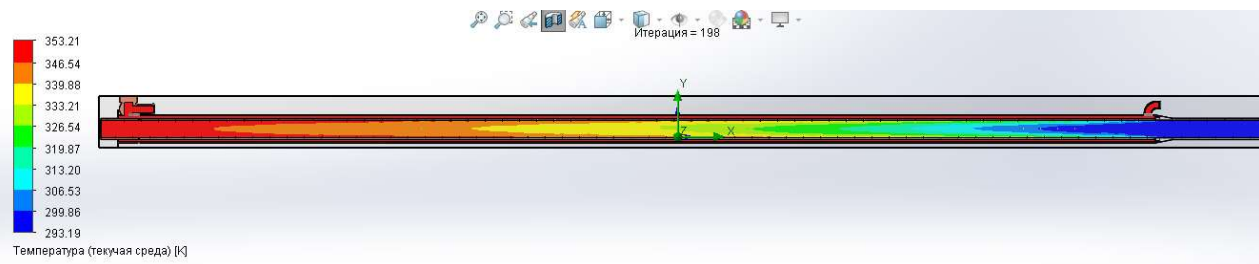 Итерация = 198
353.21
346.54
339.88
333.21
326.54
319.87
313.20
306.53
299.86
293.19
Температура (текучая среда) [K]
Y
Z
X